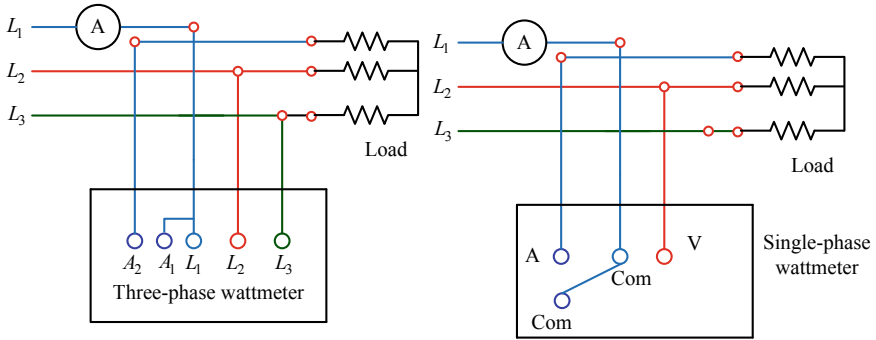 L1
A
L2
L3
Load
A2 A1 L1 L2 L3
Three-phase wattmeter
L1
A
L2
L3
Load
A
V
Com
Com
Single-phase
wattmeter